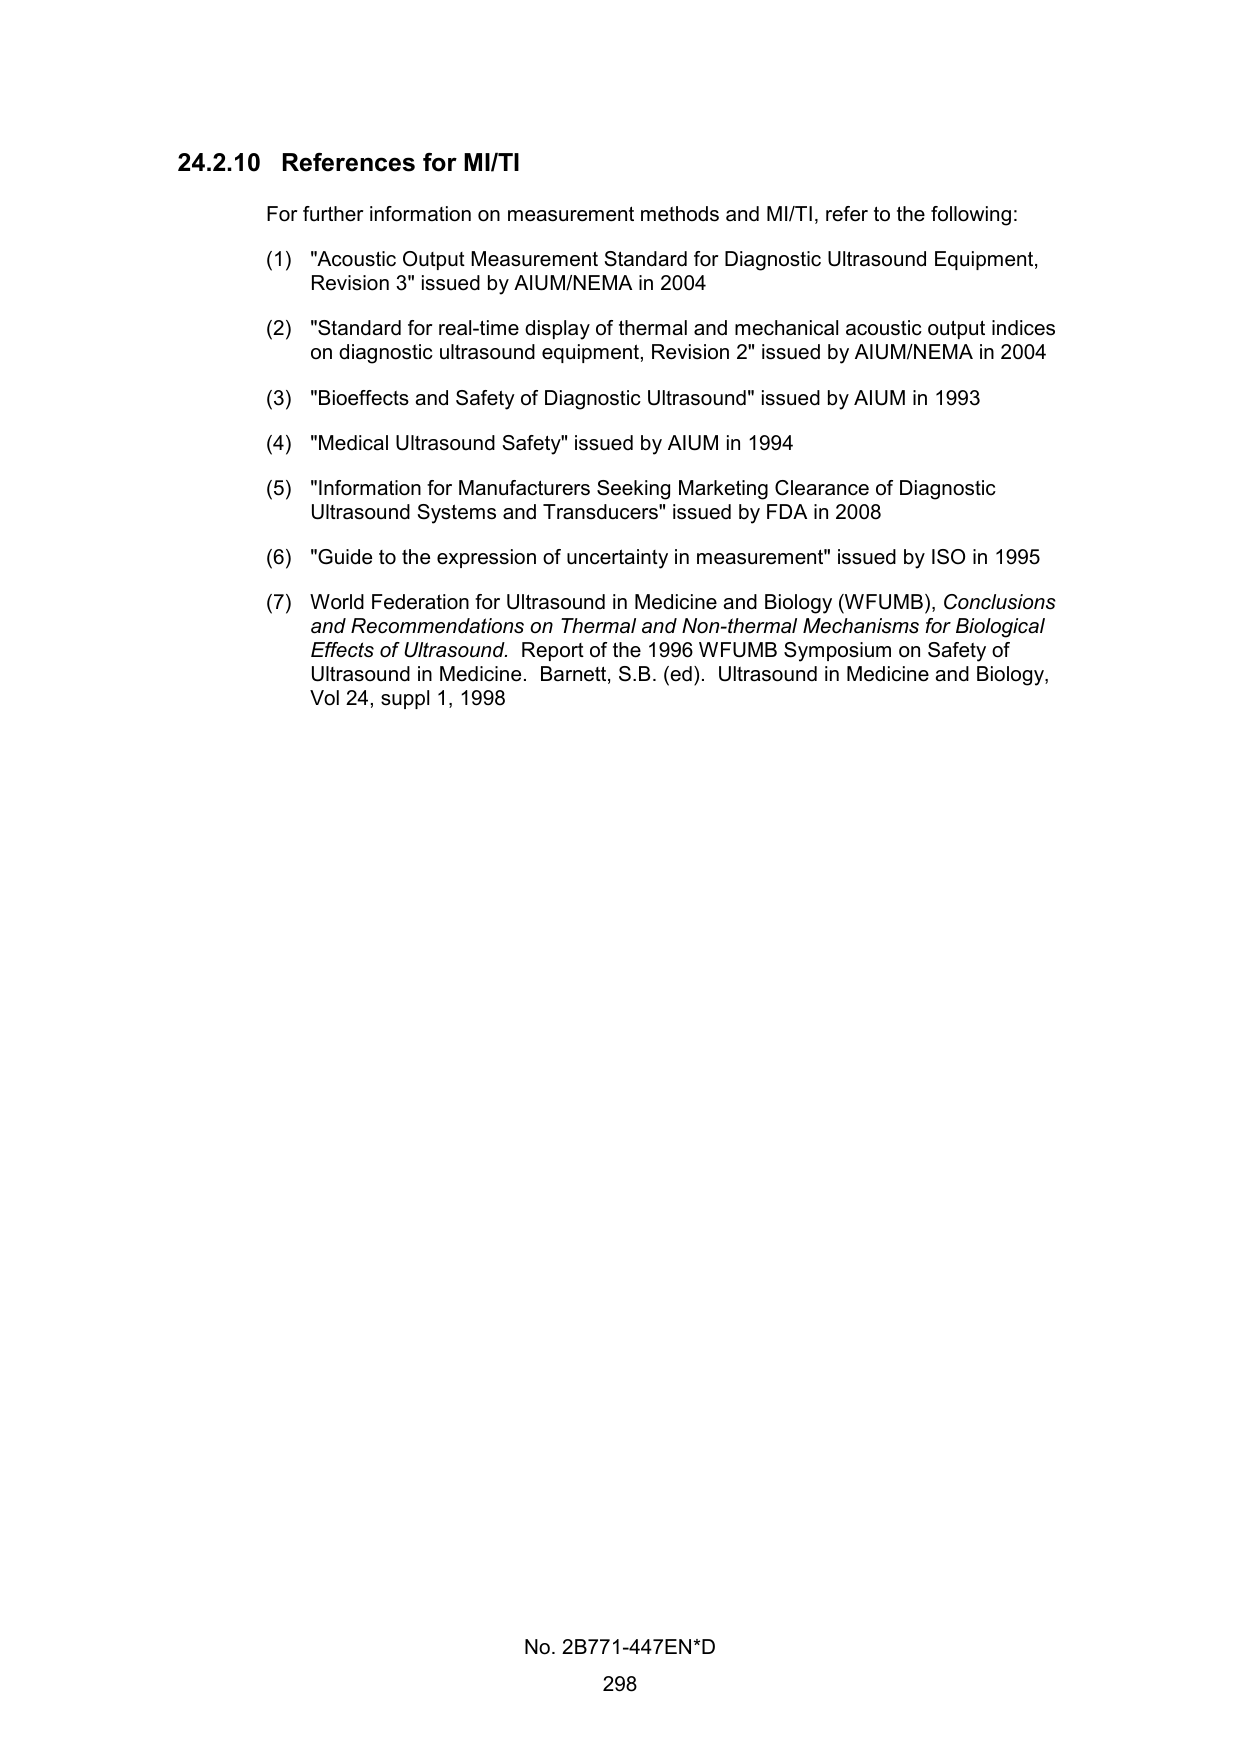 24.2.10 References for MI/TI
For further information on measurement methods and MI/TI, refer to the following:
(1) "Acoustic Output Measurement Standard for Diagnostic Ultrasound Equipment,
Revision 3" issued by AIUM/NEMA in 2004
(2) "Standard for real-time display of thermal and mechanical acoustic output indices
on diagnostic ultrasound equipment, Revision 2" issued by AIUM/NEMA in 2004
(3) "Bioeffects and Safety of Diagnostic Ultrasound" issued by AIUM in 1993
(4) "Medical Ultrasound Safety" issued by AIUM in 1994
(5) "Information for Manufacturers Seeking Marketing Clearance of Diagnostic
Ultrasound Systems and Transducers" issued by FDA in 2008
(6) "Guide to the expression of uncertainty in measurement" issued by ISO in 1995
(7) World Federation for Ultrasound in Medicine and Biology (WFUMB), Conclusions
and Recommendations on Thermal and Non-thermal Mechanisms for Biological
Effects of Ultrasound. Report of the 1996 WFUMB Symposium on Safety of
Ultrasound in Medicine. Barnett, S.B. (ed). Ultrasound in Medicine and Biology,
Vol 24, suppl 1, 1998
No. 2B771-447EN*D
298